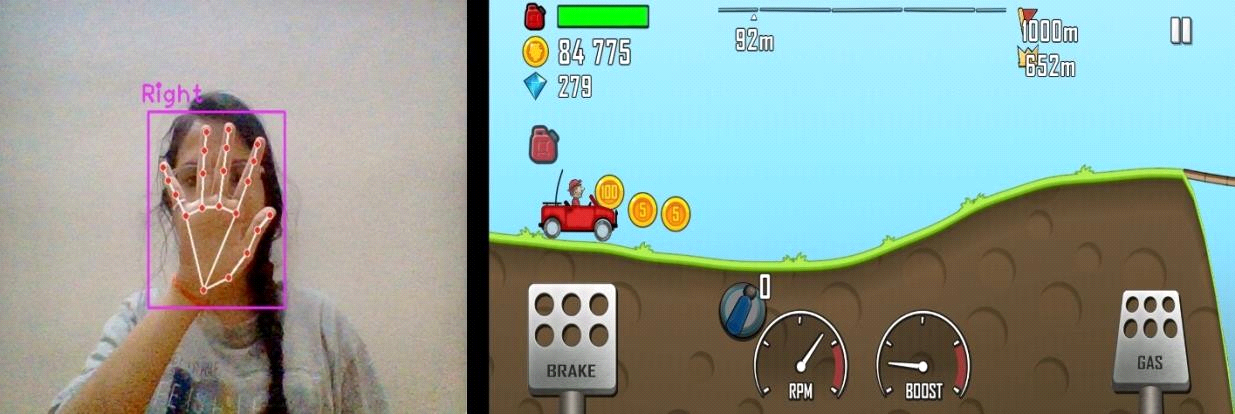 Right
84 775
279
92m
1000m
652m
100
5
5
0
BRAKE
RPM
BOOST
GAS